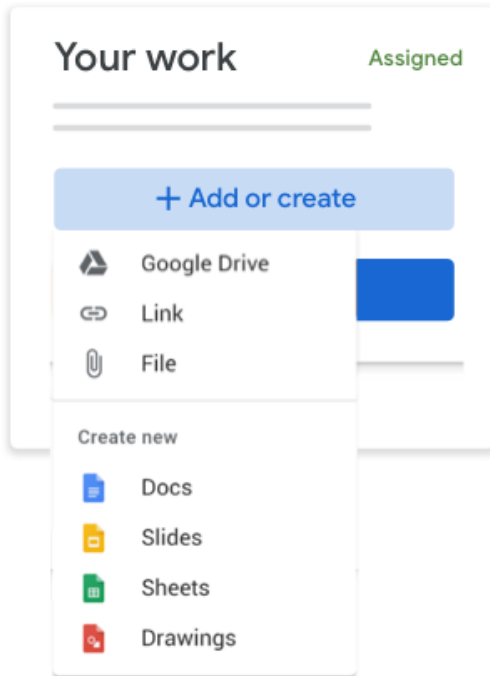 Your work
Assigned
+ Add or create
Google Drive
Link
File
Create new
Docs
Slides
Sheets
Drawings